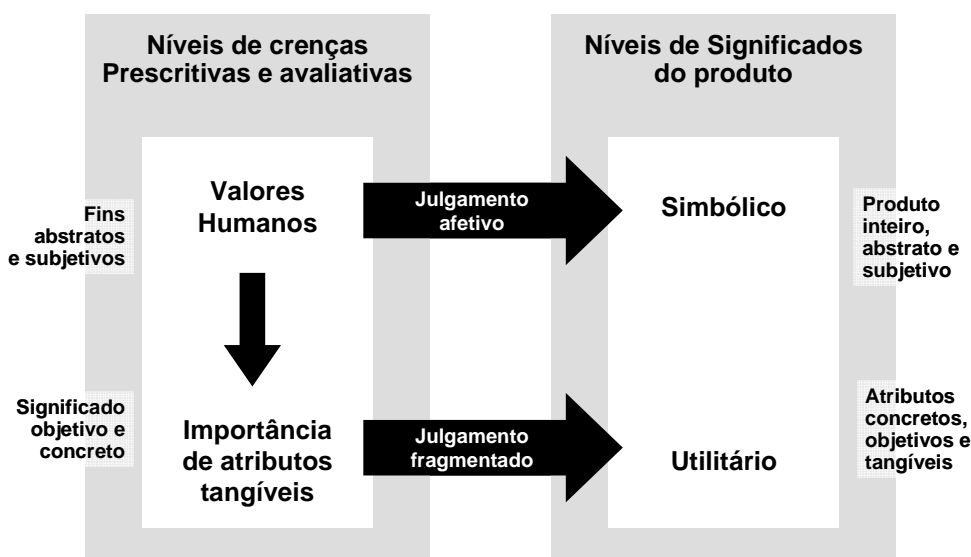 Níveis de crenças
Prescritivas e avaliativas
Níveis de Significados
do produto
Fins
abstratos
e subjetivos
Valores
Humanos
Julgamento
afetivo
Simbólico
Produto
inteiro,
abstrato e
subjetivo
Significado
objetivo e
concreto
Importância
de atributos
tangíveis
Julgamento
fragmentado
Utilitário
Atributos
concretos,
objetivos e
tangíveis